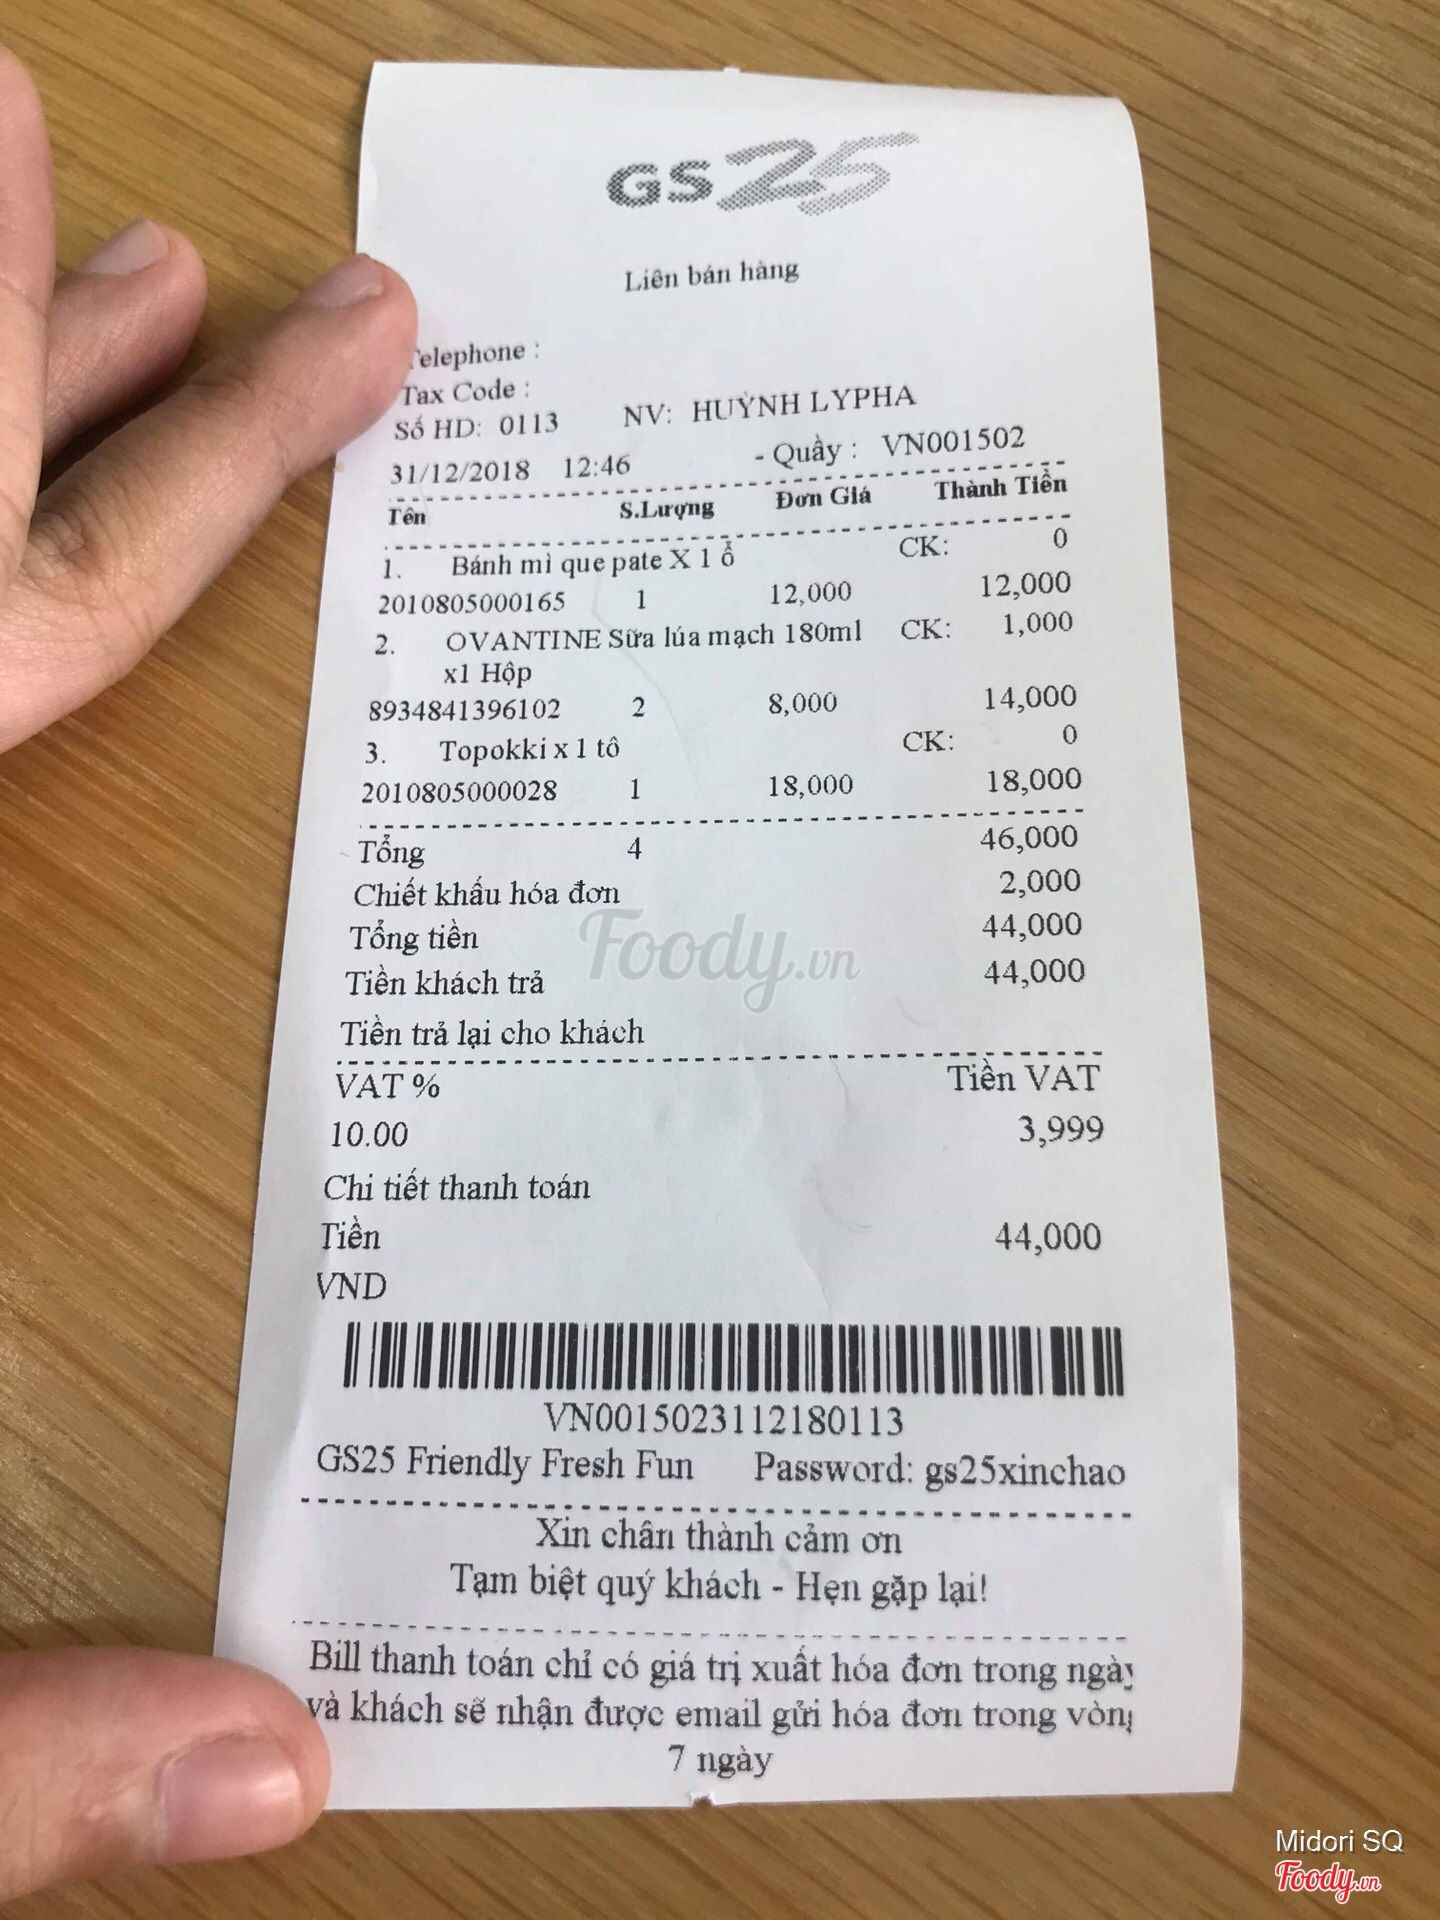 GS25
Liên bán hàng
Telephone :
Tax Code :
Số HD: 0113 NV: HUỲNH LYPHA
31/12/2018 12:46 - Quầy : VN001502
Tên S.Lượng Đơn Giá Thành Tiền
1. Bánh mì que pate X 1 ổ CK: 0
2010805000165 1 12,000 12,000
2. OVANTINE Sữa lúa mạch 180ml CK: 1,000
x1 Hộp
8934841396102 2 8,000 14,000
3. Topokki x 1 tô CK: 0
2010805000028 1 18,000 18,000
Tổng 4 46,000
Chiết khấu hóa đơn 2,000
Tổng tiền 44,000
Tiền khách trả 44,000
Tiền trả lại cho khách
VAT % Tiền VAT
10.00 3,999
Chi tiết thanh toán
Tiền 44,000
VND
VN0015023112180113
GS25 Friendly Fresh Fun Password: gs25xinchao
Xin chân thành cảm ơn
Tạm biệt quý khách - Hẹn gặp lại!
Bill thanh toán chỉ có giá trị xuất hóa đơn trong ngày
và khách sẽ nhận được email gửi hóa đơn trong vòng
7 ngày
Foody.vn
Midori SQ
Foody.vn